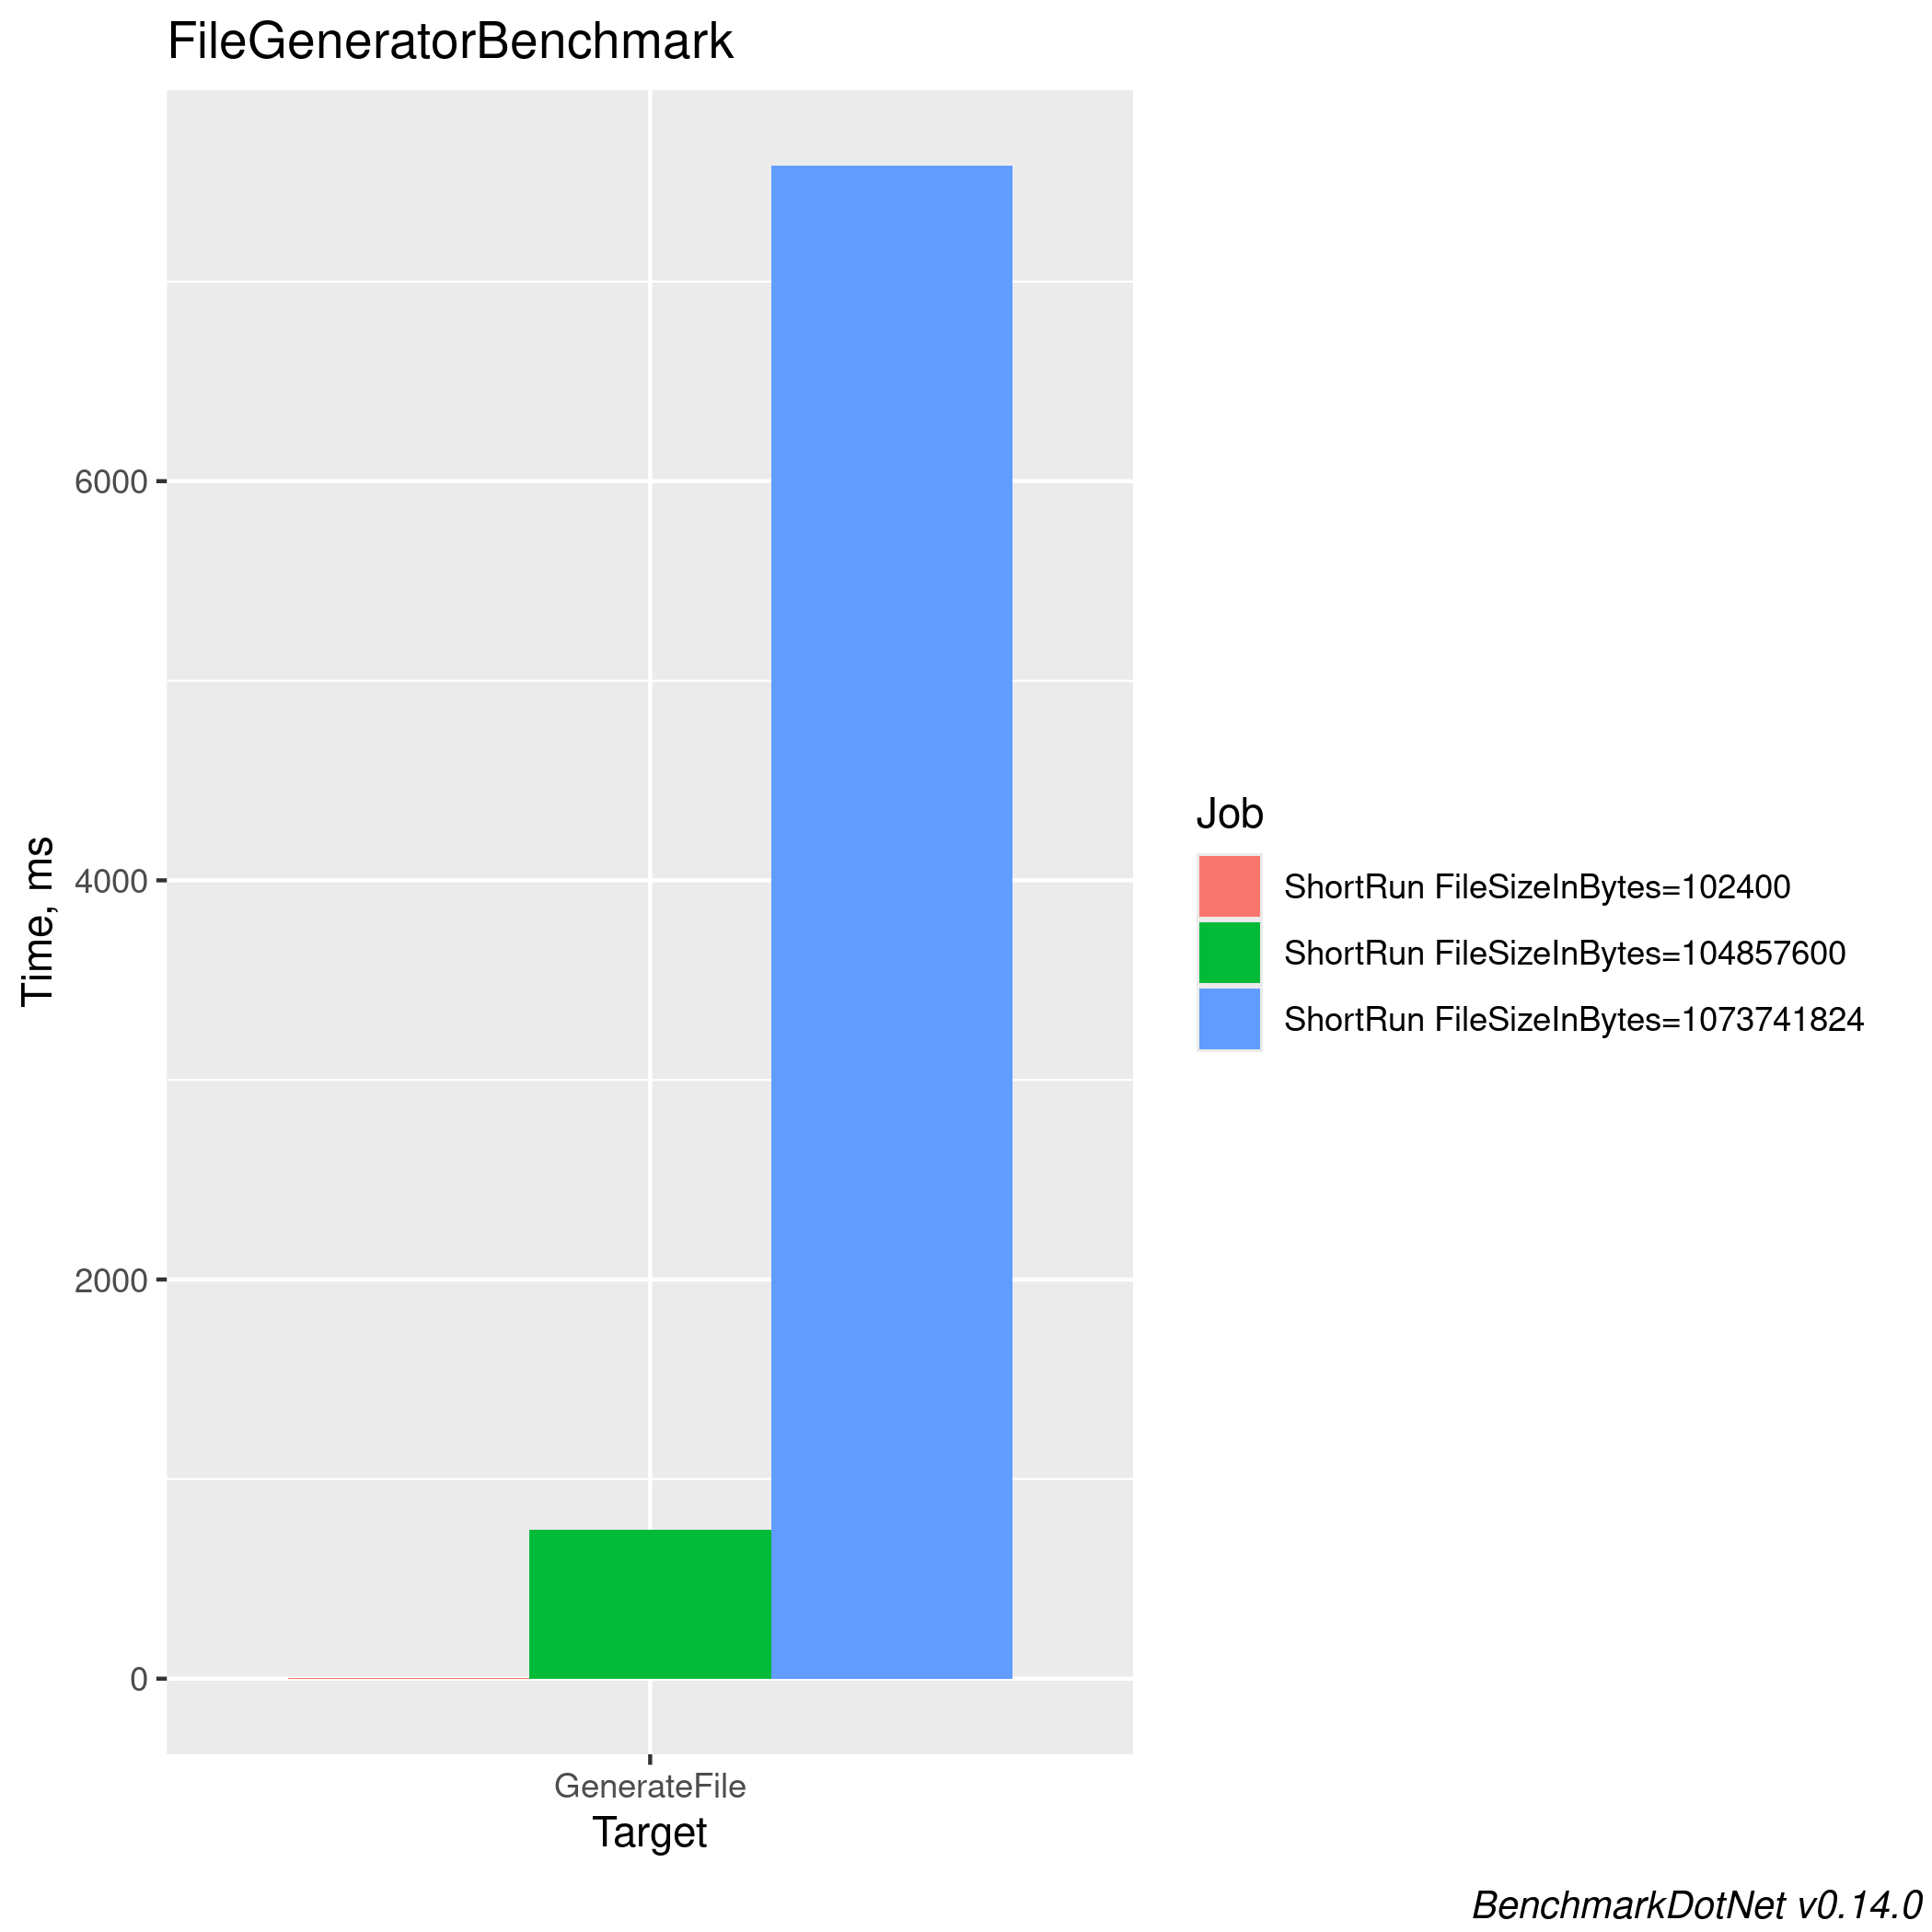 FileGeneratorBenchmark
Time, ms
6000
4000
2000
0
GenerateFile
Target
Job
ShortRun FileSizeInBytes=102400
ShortRun FileSizeInBytes=104857600
ShortRun FileSizeInBytes=1073741824
BenchmarkDotNet v0.14.0